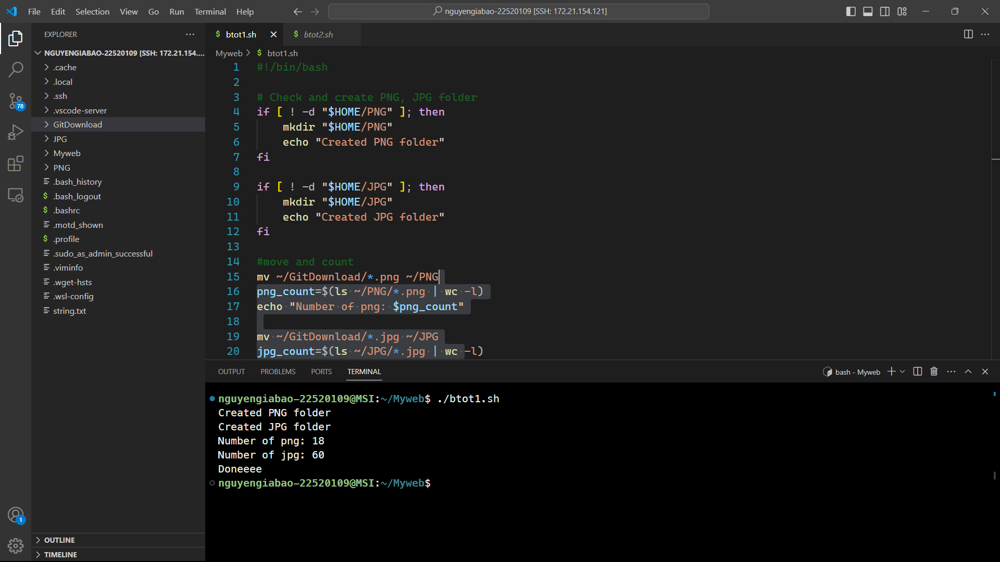 File Edit Selection View Go Run Terminal Help
nguyengiabao-22520109 [SSH: 172.21.154.121]
EXPLORER
NGUYENGIABAO-22520109 [SSH: 172.21.154....
.cache
.local
.ssh
.vscode-server
GitDownload
JPG
Myweb
PNG
.bash_history
.bash_logout
.bashrc
.motd_shown
.profile
.sudo_as_admin_successful
.viminfo
.wget-hsts
.wsl-config
string.txt
OUTLINE
TIMELINE
78
1
$ btot1.sh
$ btot2.sh
Myweb > $ btot1.sh
1 #!/bin/bash
2
3 # Check and create PNG, JPG folder
4 if [ ! -d "$HOME/PNG" ]; then
5     mkdir "$HOME/PNG"
6     echo "Created PNG folder"
7 fi
8
9 if [ ! -d "$HOME/JPG" ]; then
10     mkdir "$HOME/JPG"
11     echo "Created JPG folder"
12 fi
13
14 #move and count
15 mv ~/GitDownload/*.png ~/PNG
16 png_count=$(ls ~/PNG/*.png | wc -l)
17 echo "Number of png: $png_count"
18
19 mv ~/GitDownload/*.jpg ~/JPG
20 jpg_count=$(ls ~/JPG/*.jpg | wc -l)
OUTPUT PROBLEMS PORTS TERMINAL
bash - Myweb
nguyengiabao-22520109@MSI:~/Myweb$ ./btot1.sh
Created PNG folder
Created JPG folder
Number of png: 18
Number of jpg: 60
Doneeee
nguyengiabao-22520109@MSI:~/Myweb$